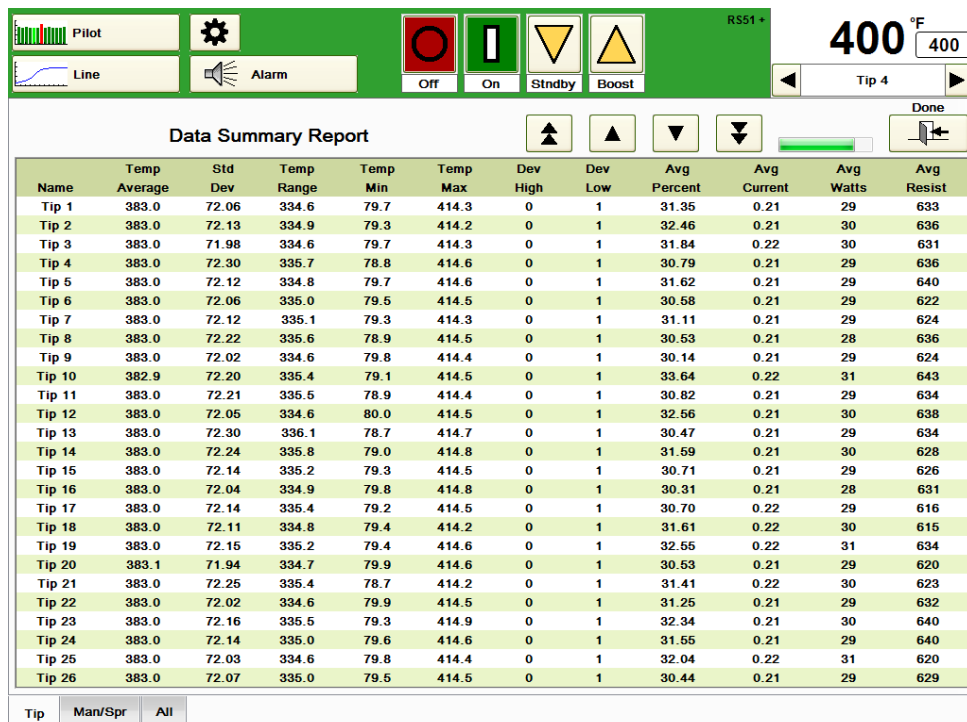 Pilot
RS51 +
400 °F 400
Line
Alarm
Off On Stndby Boost
Tip 4
Done
Data Summary Report
Temp Std Temp Temp Temp Dev Dev Avg Avg Avg Avg
Name Average Dev Range Min Max High Low Percent Current Watts Resist
Tip 1 383.0 72.06 334.6 79.7 414.3 0 1 31.35 0.21 29 633
Tip 2 383.0 72.13 334.9 79.3 414.2 0 1 32.46 0.21 30 636
Tip 3 383.0 71.98 334.6 79.7 414.3 0 1 31.84 0.22 30 631
Tip 4 383.0 72.30 335.7 78.8 414.6 0 1 30.79 0.21 29 636
Tip 5 383.0 72.12 334.8 79.7 414.6 0 1 31.62 0.21 29 640
Tip 6 383.0 72.06 335.0 79.5 414.5 0 1 30.58 0.21 29 622
Tip 7 383.0 72.12 335.1 79.3 414.3 0 1 31.11 0.21 29 624
Tip 8 383.0 72.22 335.6 78.9 414.5 0 1 30.53 0.21 28 636
Tip 9 383.0 72.02 334.6 79.8 414.4 0 1 30.14 0.21 29 624
Tip 10 382.9 72.20 335.4 79.1 414.5 0 1 33.64 0.22 31 643
Tip 11 383.0 72.21 335.5 78.9 414.4 0 1 30.82 0.21 29 634
Tip 12 383.0 72.05 334.6 80.0 414.5 0 1 32.56 0.21 30 638
Tip 13 383.0 72.30 336.1 78.7 414.7 0 1 30.47 0.21 29 634
Tip 14 383.0 72.24 335.8 79.0 414.8 0 1 31.59 0.21 30 628
Tip 15 383.0 72.14 335.2 79.3 414.5 0 1 30.71 0.21 29 626
Tip 16 383.0 72.04 334.9 79.8 414.8 0 1 30.31 0.21 28 631
Tip 17 383.0 72.14 335.4 79.2 414.5 0 1 30.70 0.22 29 616
Tip 18 383.0 72.11 334.8 79.4 414.2 0 1 31.61 0.22 30 615
Tip 19 383.0 72.15 335.2 79.4 414.6 0 1 32.55 0.22 31 634
Tip 20 383.1 71.94 334.7 79.9 414.6 0 1 30.53 0.21 29 620
Tip 21 383.0 72.25 335.4 78.7 414.2 0 1 31.41 0.22 30 623
Tip 22 383.0 72.02 334.6 79.9 414.5 0 1 31.25 0.21 29 632
Tip 23 383.0 72.16 335.5 79.3 414.9 0 1 32.34 0.21 30 640
Tip 24 383.0 72.14 335.0 79.6 414.6 0 1 31.55 0.21 29 640
Tip 25 383.0 72.03 334.6 79.8 414.4 0 1 32.04 0.22 31 620
Tip 26 383.0 72.07 335.0 79.5 414.5 0 1 30.44 0.21 29 629
Tip Man/Spr All